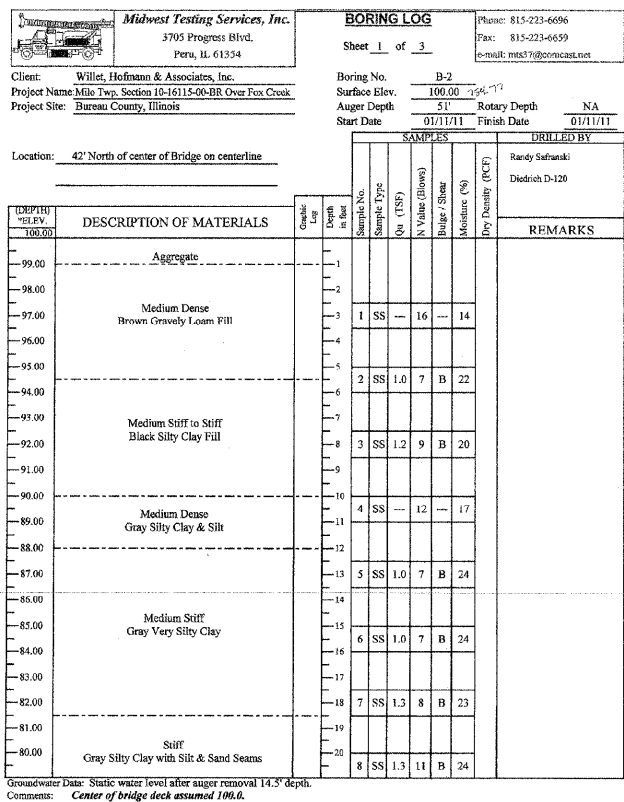 Midwest Testing Services, Inc.
3705 Progress Blvd.
Peru, IL 61354
BORING LOG
Sheet 1 of 3
Phone: 815-223-6696
Fax: 815-223-6659
e-mail: mts37@comcast.net
Client: Willet, Hofmann & Associates, Inc.
Project Name: Milo Twp. Section 10-16115-00-BR Over Fox Creek
Project Site: Bureau County, Illinois
Boring No. B-2
Surface Elev. 100.00
Auger Depth 51' Rotary Depth NA
Start Date 01/11/11 Finish Date 01/11/11
Location: 42' North of center of Bridge on centerline
SAMPLES
DRILLED BY
Randy Safranski
Diedrich D-120
(DEPTH)
*ELEV.
100.00
DESCRIPTION OF MATERIALS
Graphic Log
Depth in feet
Sample No.
Sample Type
Qu (TSF)
N Value (Blows)
Bulge / Shear
Moisture (%)
Dry Density (PCF)
REMARKS
Aggregate
99.00 1
98.00 2
Medium Dense
97.00 3 1 SS --- 16 --- 14
Brown Gravely Loam Fill
96.00 4
95.00 5
2 SS 1.0 7 B 22
94.00 6
93.00 7
Medium Stiff to Stiff
Black Silty Clay Fill
92.00 8 3 SS 1.2 9 B 20
91.00 9
90.00 10
Medium Dense 4 SS --- 12 --- 17
89.00 11
Gray Silty Clay & Silt
88.00 12
87.00 13 5 SS 1.0 7 B 24
86.00 14
Medium Stiff
85.00 15
Gray Very Silty Clay
6 SS 1.0 7 B 24
84.00 16
83.00 17
82.00 18 7 SS 1.3 8 B 23
81.00 19
Stiff
80.00 20
Gray Silty Clay with Silt & Sand Seams
8 SS 1.3 11 B 24
Groundwater Data: Static water level after auger removal 14.5' depth.
Comments: Center of bridge deck assumed 100.0.